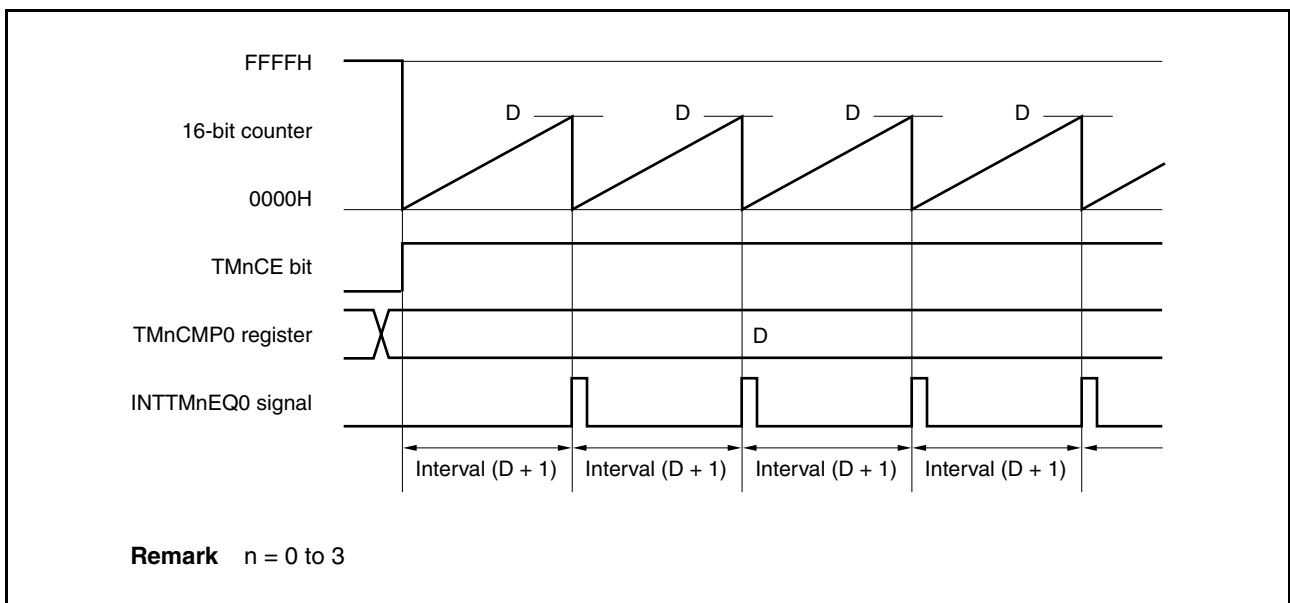 FFFFH
D D D D
16-bit counter
0000H
TMnCE bit
TMnCMP0 register D
INTTMnEQ0 signal
Interval (D + 1) Interval (D + 1) Interval (D + 1) Interval (D + 1)
Remark n = 0 to 3